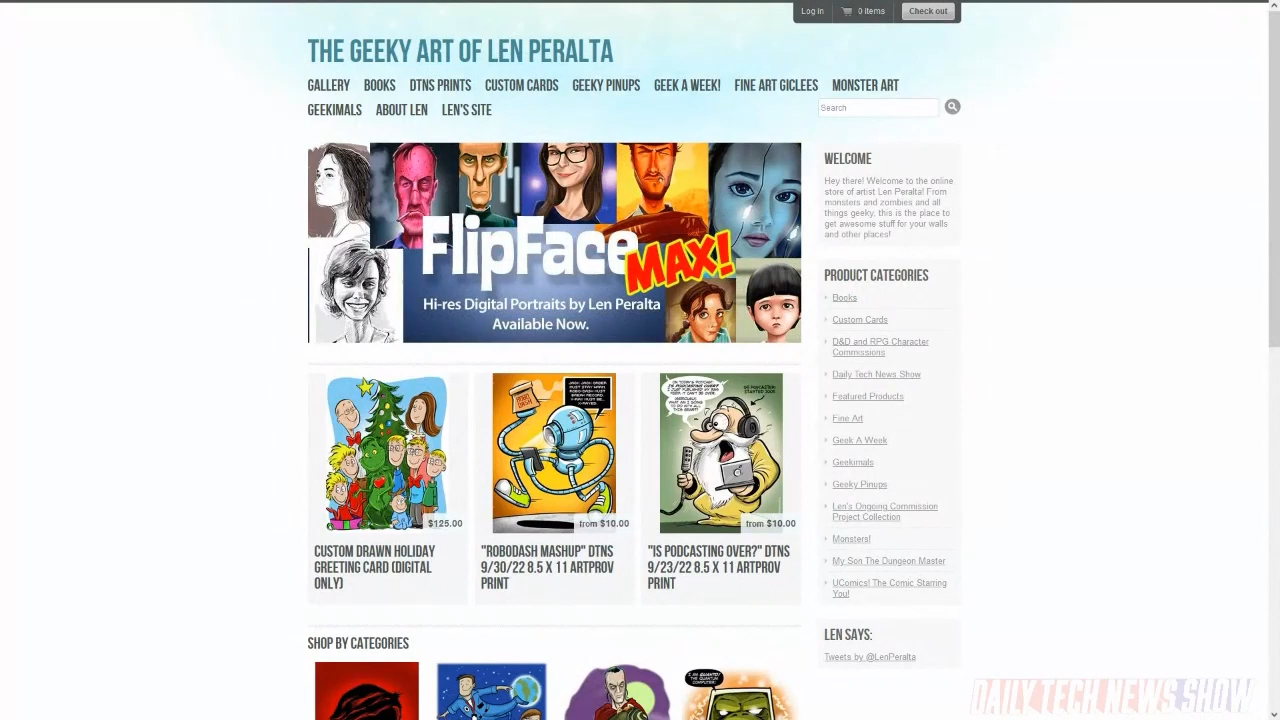 Log in
0 items
Check out
THE GEEKY ART OF LEN PERALTA
GALLERY BOOKS DTNS PRINTS CUSTOM CARDS GEEKY PINUPS GEEK A WEEK! FINE ART GICLEES MONSTER ART
GEEKIMALS ABOUT LEN LEN'S SITE
Search
FlipFace
MAX!
Hi-res Digital Portraits by Len Peralta
Available Now.
WELCOME
Hey there! Welcome to the online
store of artist Len Peralta! From
monsters and zombies and all
things geeky, this is the place to
get awesome stuff for your walls
and other places!
PRODUCT CATEGORIES
Books
Custom Cards
D&D and RPG Character
Commissions
Daily Tech News Show
Featured Products
Fine Art
Geek A Week
Geekimals
Geeky Pinups
Len's Ongoing Commission
Project Collection
Monsters!
My Son The Dungeon Master
UComics! The Comic Starring
You!
LEN SAYS:
Tweets by @LenPeralta
$125.00
CUSTOM DRAWN HOLIDAY
GREETING CARD (DIGITAL
ONLY)
from $10.00
"ROBODASH MASHUP" DTNS
9/30/22 8.5 X 11 ARTPROV
PRINT
from $10.00
"IS PODCASTING OVER?" DTNS
9/23/22 8.5 X 11 ARTPROV
PRINT
SHOP BY CATEGORIES
I AM QUANTO!
THE QUANTUM
COMPUTER!
DAILY TECH NEWS SHOW